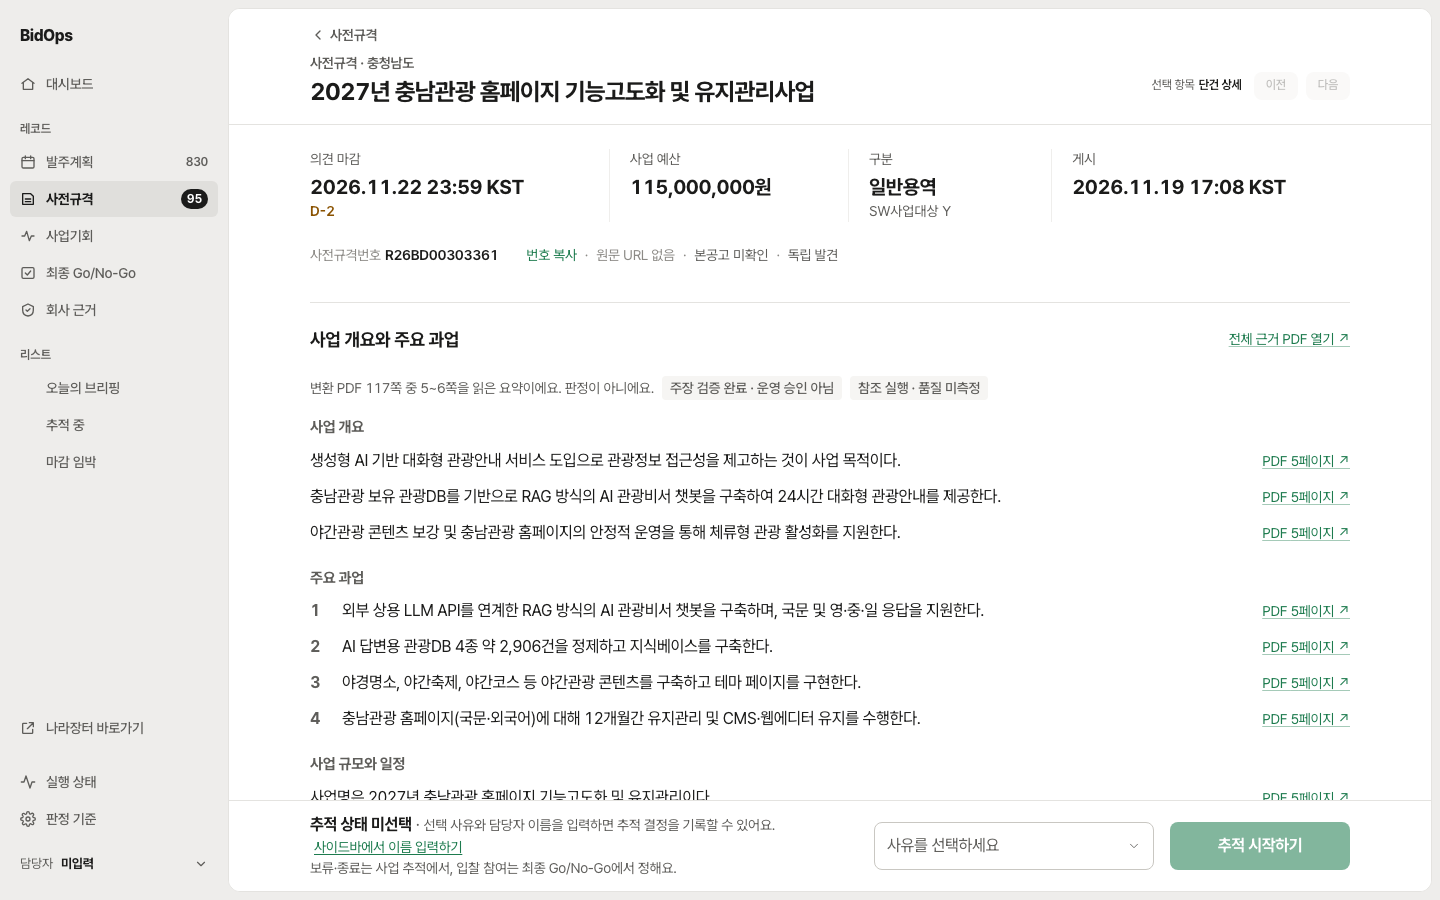 BidOps
대시보드
레코드
발주계획 830
사전규격 95
사업기회
최종 Go/No-Go
회사 근거
리스트
오늘의 브리핑
추적 중
마감 임박
나라장터 바로가기
실행 상태
판정 기준
담당자 미입력
사전규격
사전규격 · 충청남도
2027년 충남관광 홈페이지 기능고도화 및 유지관리사업
선택 항목 단건 상세 이전 다음
의견 마감
2026.11.22 23:59 KST
D-2
사업 예산
115,000,000원
구분
일반용역
SW사업대상 Y
게시
2026.11.19 17:08 KST
사전규격번호 R26BD00303361 번호 복사 · 원문 URL 없음 · 본공고 미확인 · 독립 발견
사업 개요와 주요 과업
전체 근거 PDF 열기 ↗
변환 PDF 117쪽 중 5~6쪽을 읽은 요약이에요. 판정이 아니에요. 주장 검증 완료 · 운영 승인 아님 참조 실행 · 품질 미측정
사업 개요
생성형 AI 기반 대화형 관광안내 서비스 도입으로 관광정보 접근성을 제고하는 것이 사업 목적이다. PDF 5페이지 ↗
충남관광 보유 관광DB를 기반으로 RAG 방식의 AI 관광비서 챗봇을 구축하여 24시간 대화형 관광안내를 제공한다. PDF 5페이지 ↗
야간관광 콘텐츠 보강 및 충남관광 홈페이지의 안정적 운영을 통해 체류형 관광 활성화를 지원한다. PDF 5페이지 ↗
주요 과업
1 외부 상용 LLM API를 연계한 RAG 방식의 AI 관광비서 챗봇을 구축하며, 국문 및 영·중·일 응답을 지원한다. PDF 5페이지 ↗
2 AI 답변용 관광DB 4종 약 2,906건을 정제하고 지식베이스를 구축한다. PDF 5페이지 ↗
3 야경명소, 야간축제, 야간코스 등 야간관광 콘텐츠를 구축하고 테마 페이지를 구현한다. PDF 5페이지 ↗
4 충남관광 홈페이지(국문·외국어)에 대해 12개월간 유지관리 및 CMS·웹에디터 유지를 수행한다. PDF 5페이지 ↗
사업 규모와 일정
사업명은 2027년 충남관광 홈페이지 기능고도화 및 유지관리이다. PDF 5페이지 ↗
추적 상태 미선택 · 선택 사유와 담당자 이름을 입력하면 추적 결정을 기록할 수 있어요.
사이드바에서 이름 입력하기
보류·종료는 사업 추적에서, 입찰 참여는 최종 Go/No-Go에서 정해요.
사유를 선택하세요
추적 시작하기